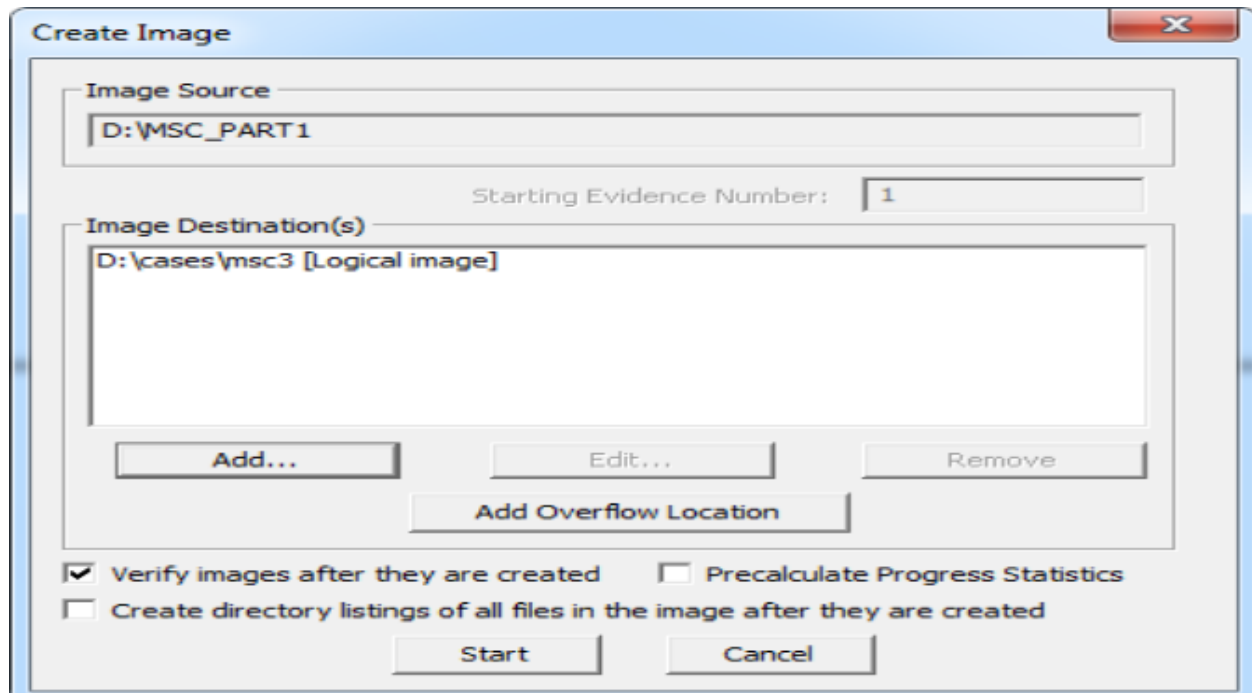 Create Image
Image Source
D:\MSC_PART1
Starting Evidence Number: 1
Image Destination(s)
D:\cases\msc3 [Logical image]
Add... Edit... Remove
Add Overflow Location
Verify images after they are created Precalculate Progress Statistics
Create directory listings of all files in the image after they are created
Start Cancel